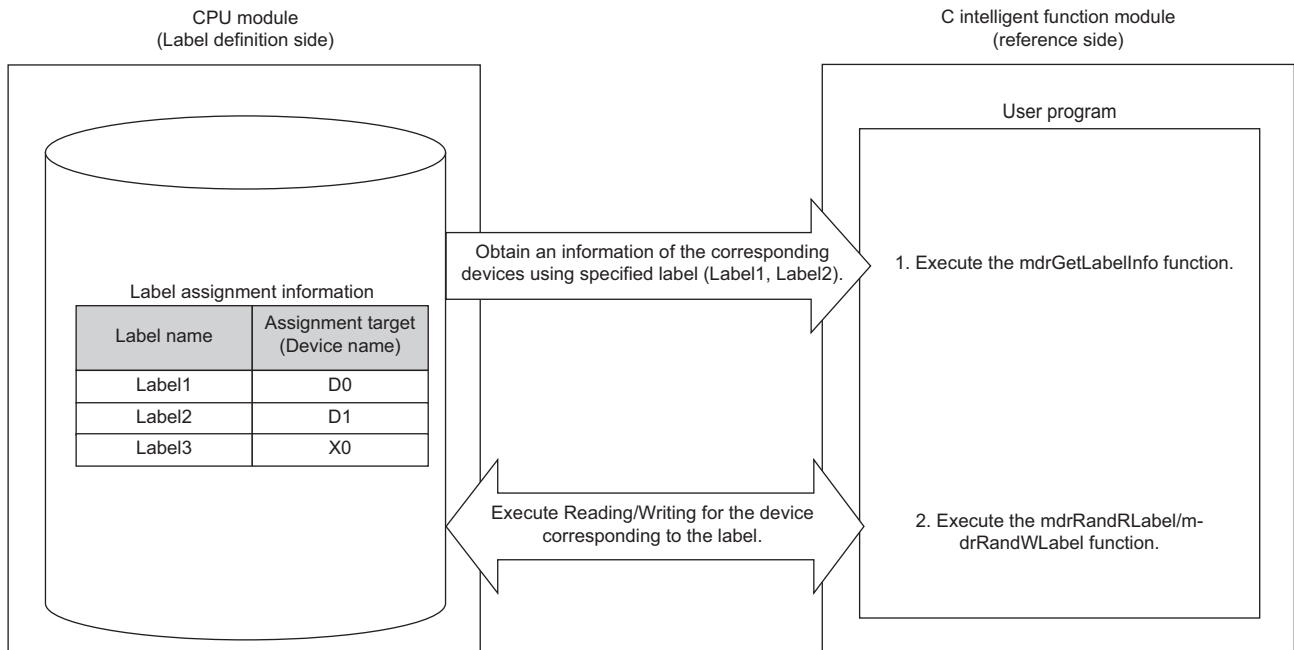 CPU module
(Label definition side)
C intelligent function module
(reference side)
User program
Obtain an information of the corresponding
devices using specified label (Label1, Label2).
1. Execute the mdrGetLabelInfo function.
Label assignment information
Label name
Assignment target
(Device name)
Label1
D0
Label2
D1
Label3
X0
Execute Reading/Writing for the device
corresponding to the label.
2. Execute the mdrRandRLabel/m-
drRandWLabel function.